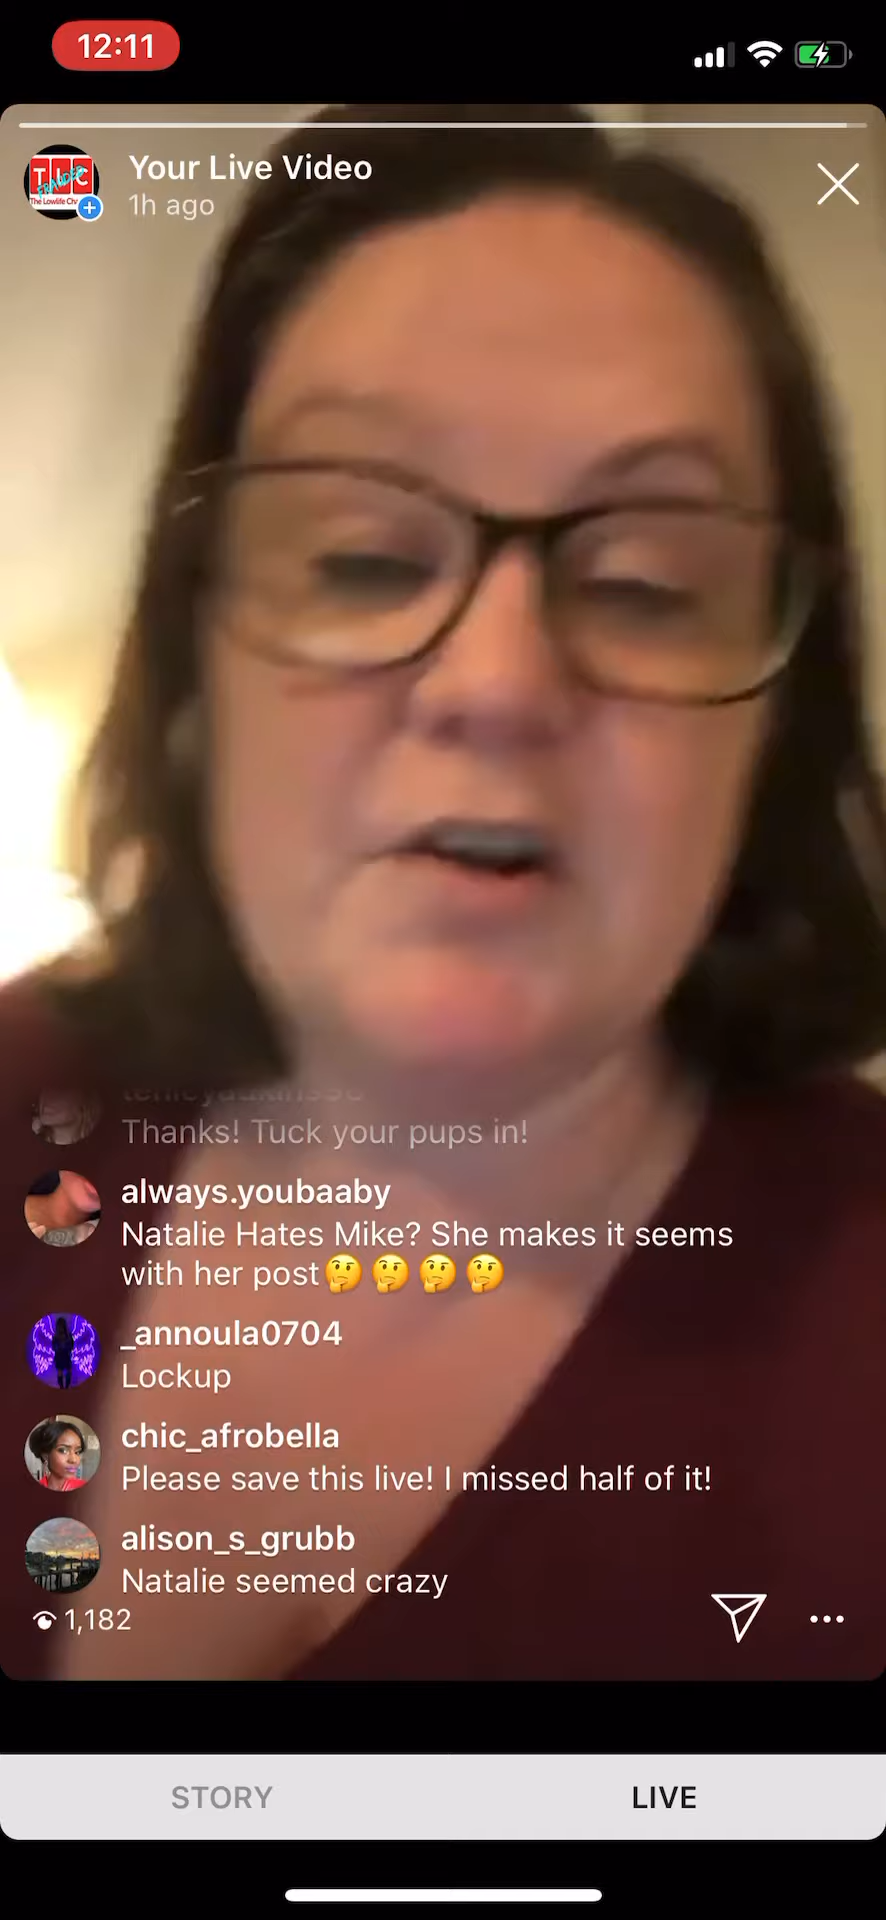 12:11
Your Live Video
1h ago
TLC
FRAUDED
Thanks! Tuck your pups in!
always.youbaaby
Natalie Hates Mike? She makes it seems
with her post🤔🤔🤔🤔
_annoula0704
Lockup
chic_afrobella
Please save this live! I missed half of it!
alison_s_grubb
Natalie seemed crazy
1,182
STORY
LIVE